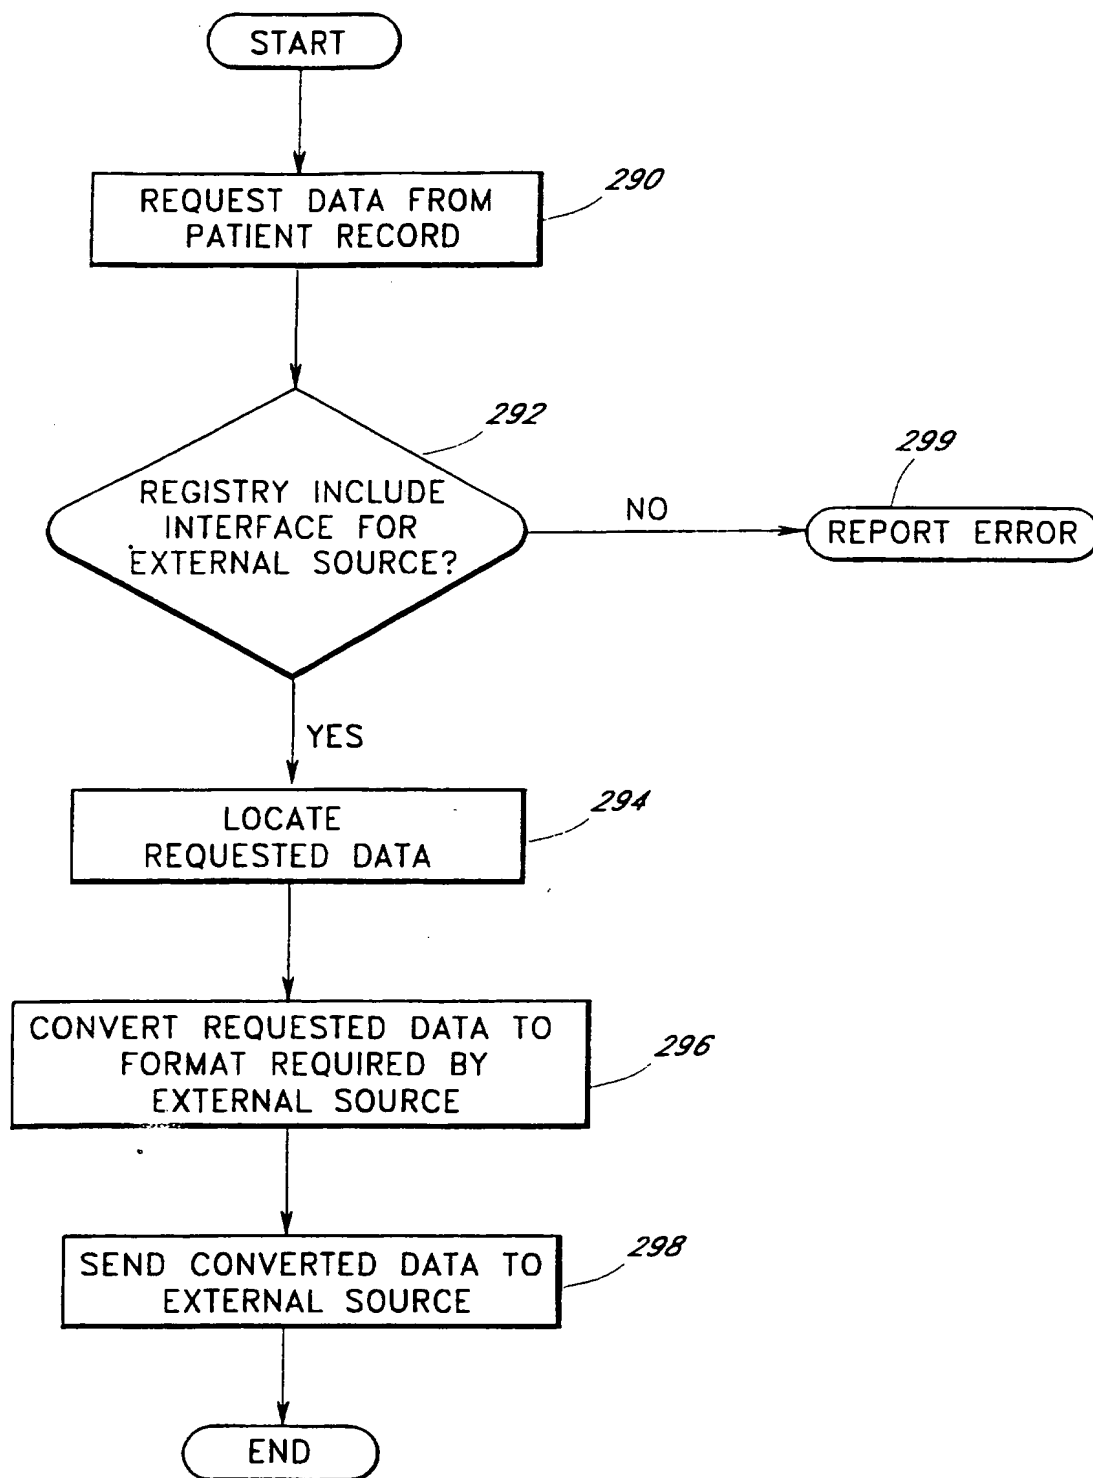 START
REQUEST DATA FROM
PATIENT RECORD
290
REGISTRY INCLUDE
INTERFACE FOR
EXTERNAL SOURCE?
292
NO
REPORT ERROR
299
YES
LOCATE
REQUESTED DATA
294
CONVERT REQUESTED DATA TO
FORMAT REQUIRED BY
EXTERNAL SOURCE
296
SEND CONVERTED DATA TO
EXTERNAL SOURCE
298
END